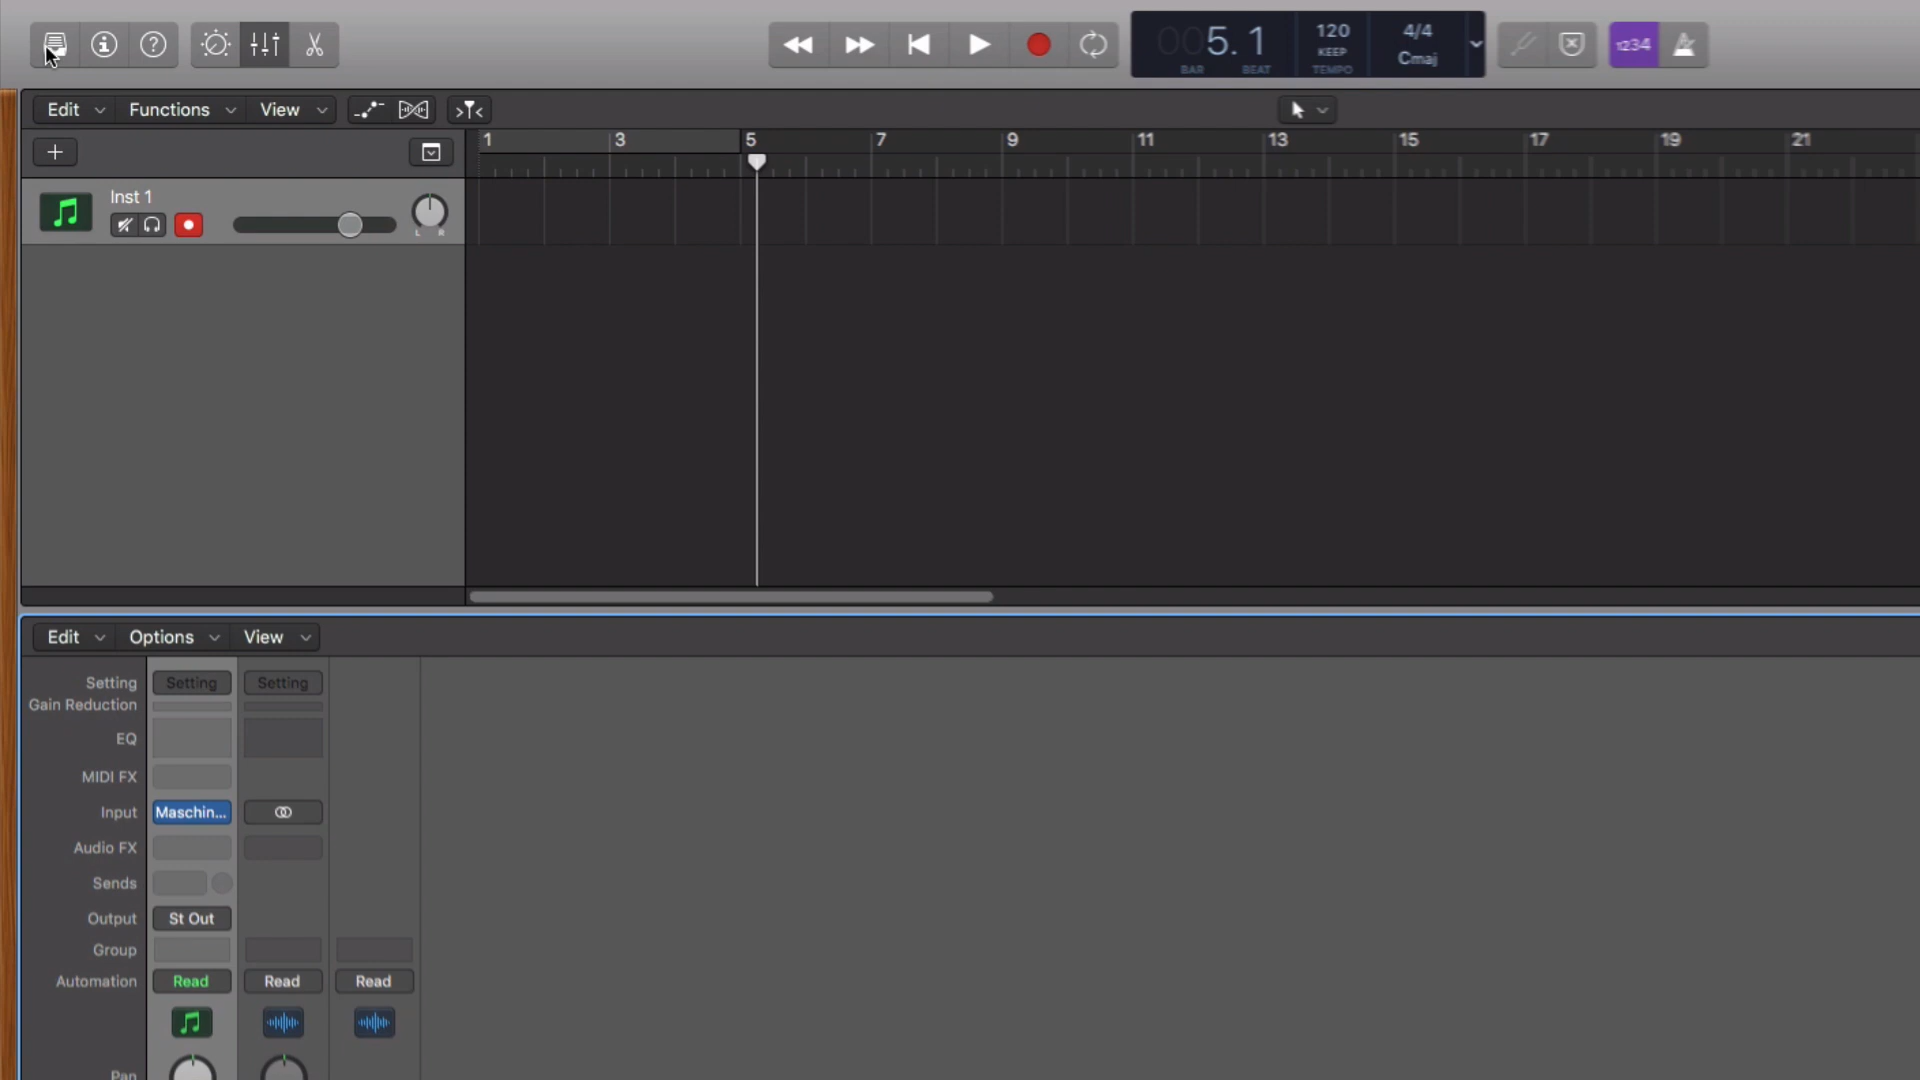 005. 1
BAR BEAT
120
KEEP
TEMPO
4/4
Cmaj
1234
Edit Functions View
1 3 5 7 9 11 13 15 17 19 21
Inst 1
L R
Edit Options View
Setting Setting Setting
Gain Reduction
EQ
MIDI FX
Input Maschin...
Audio FX
Sends
Output St Out
Group
Automation Read Read Read
Pan